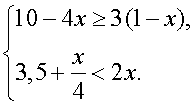 10 − 4x ≥ 3(1 − x),
3,5 + x/4 < 2x.